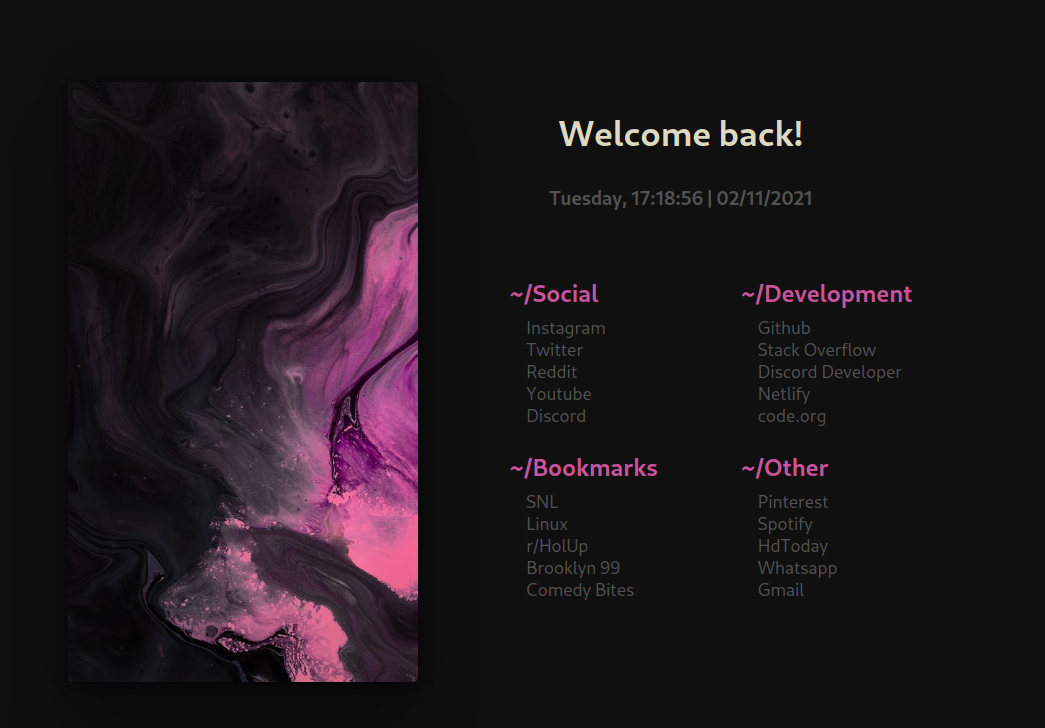 Welcome back!
Tuesday, 17:18:56 | 02/11/2021
~/Social
Instagram
Twitter
Reddit
Youtube
Discord
~/Development
Github
Stack Overflow
Discord Developer
Netlify
code.org
~/Bookmarks
SNL
Linux
r/HolUp
Brooklyn 99
Comedy Bites
~/Other
Pinterest
Spotify
HdToday
Whatsapp
Gmail